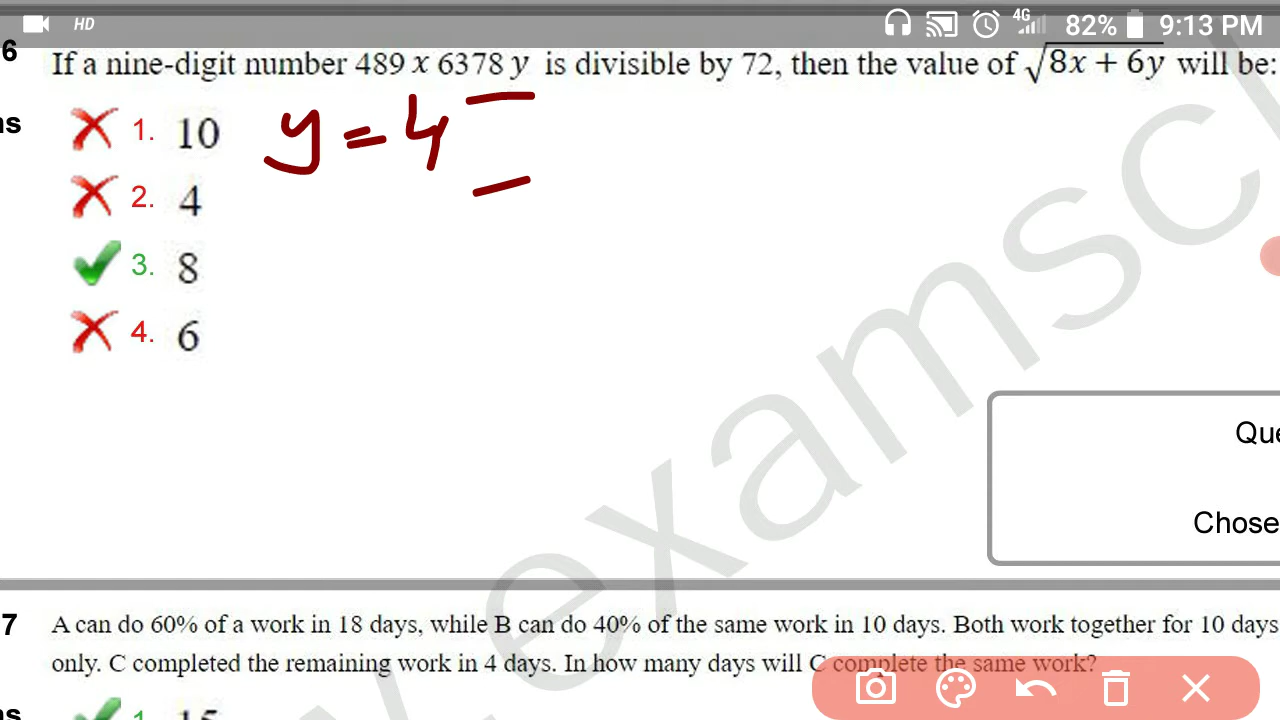 HD 4G 82% 9:13 PM
6 If a nine-digit number 489 x 6378 y is divisible by 72, then the value of √8x + 6y will be:
ns 1. 10 y = 4
2. 4
3. 8
4. 6
examsc
Que
Chose
7 A can do 60% of a work in 18 days, while B can do 40% of the same work in 10 days. Both work together for 10 days
only. C completed the remaining work in 4 days. In how many days will C complete the same work?
ns 1. 15